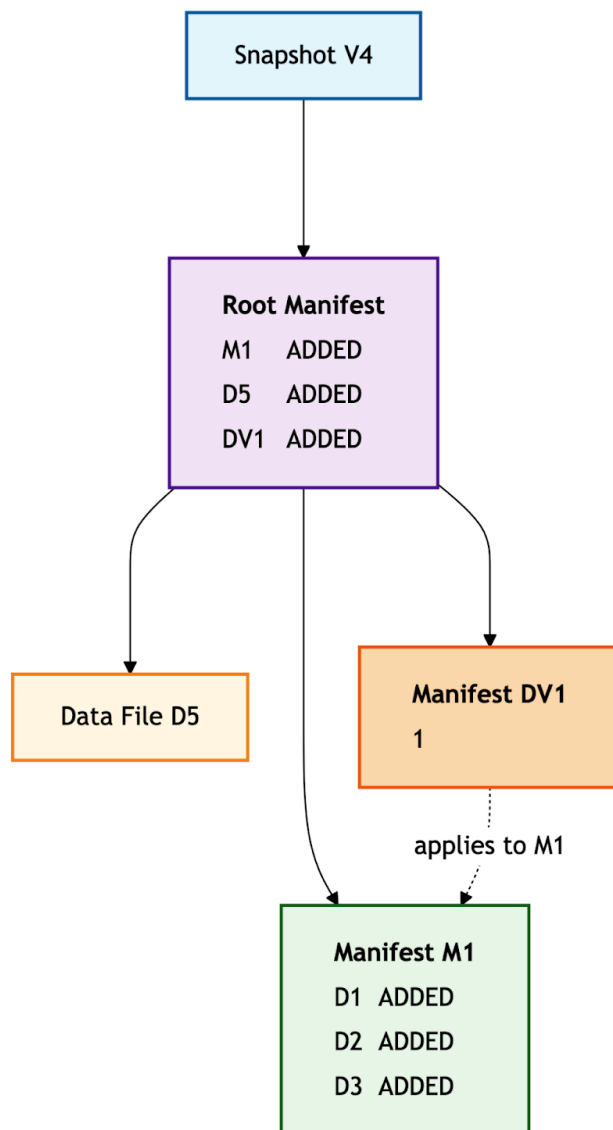 Snapshot V4
Root Manifest
M1 ADDED
D5 ADDED
DV1 ADDED
Data File D5
Manifest DV1
1
applies to M1
Manifest M1
D1 ADDED
D2 ADDED
D3 ADDED